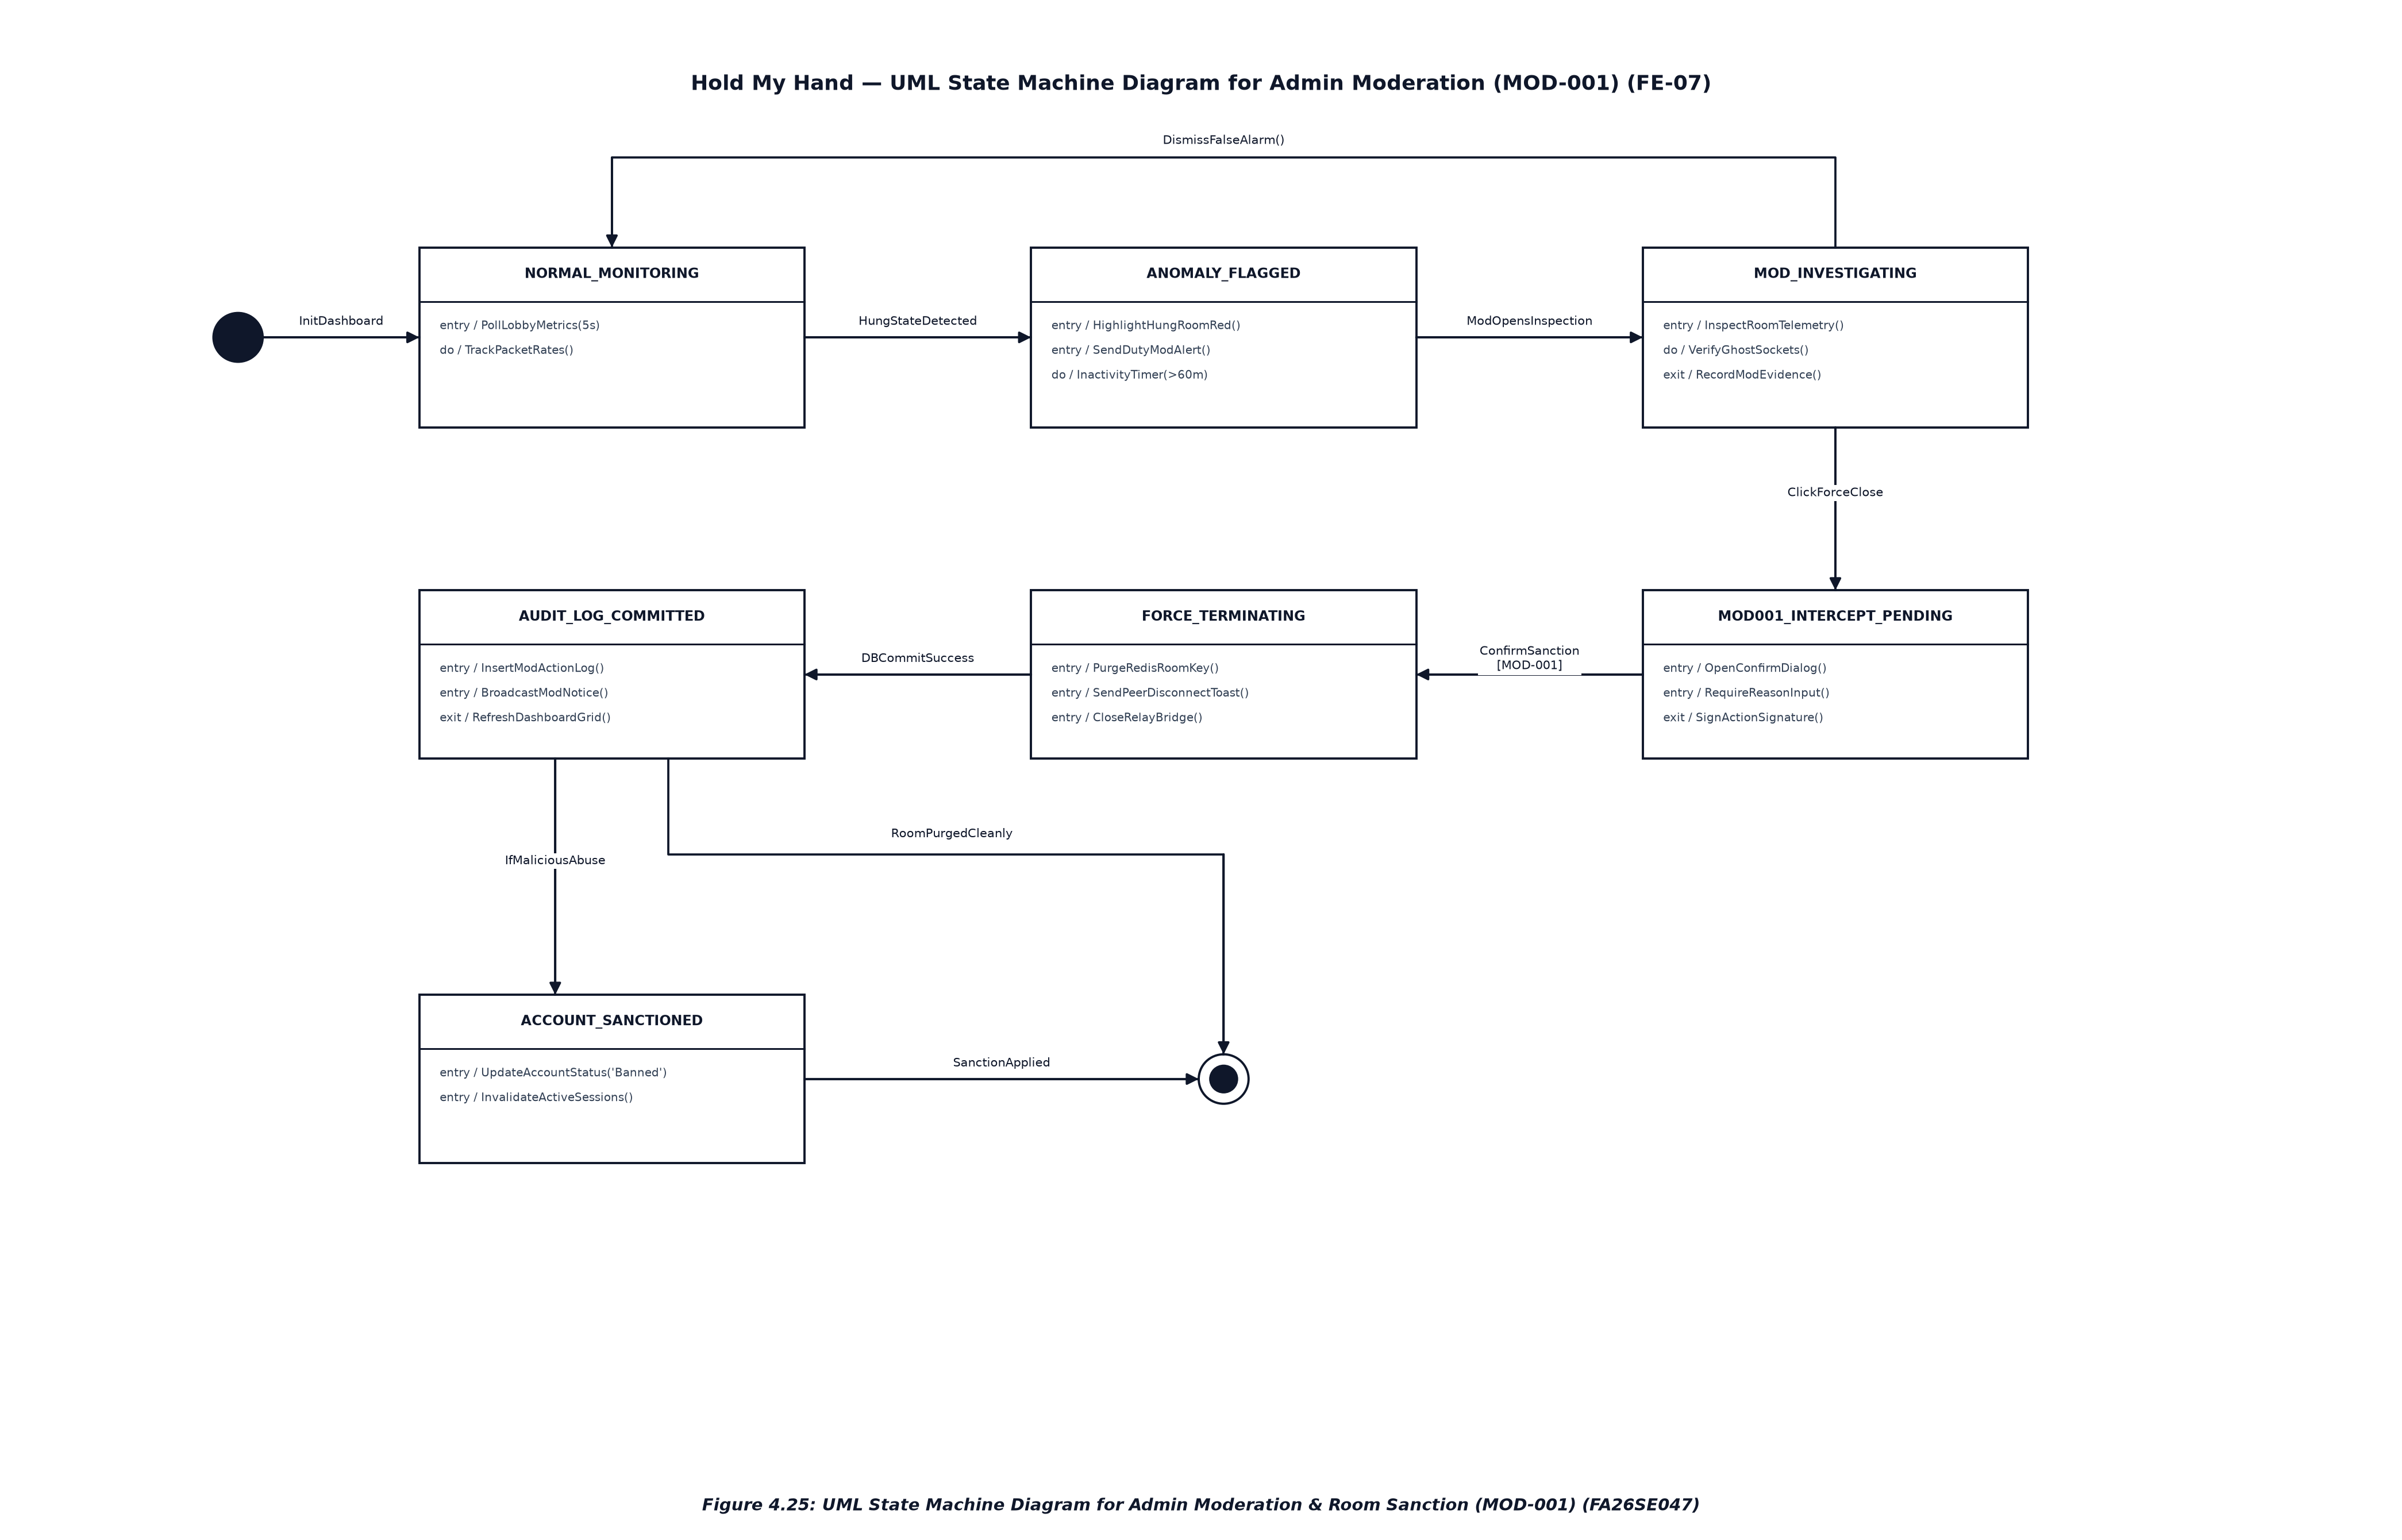 Hold My Hand — UML State Machine Diagram for Admin Moderation (MOD-001) (FE-07)
DismissFalseAlarm()
InitDashboard
NORMAL_MONITORING
entry / PollLobbyMetrics(5s)
do / TrackPacketRates()
HungStateDetected
ANOMALY_FLAGGED
entry / HighlightHungRoomRed()
entry / SendDutyModAlert()
do / InactivityTimer(>60m)
ModOpensInspection
MOD_INVESTIGATING
entry / InspectRoomTelemetry()
do / VerifyGhostSockets()
exit / RecordModEvidence()
ClickForceClose
AUDIT_LOG_COMMITTED
entry / InsertModActionLog()
entry / BroadcastModNotice()
exit / RefreshDashboardGrid()
DBCommitSuccess
FORCE_TERMINATING
entry / PurgeRedisRoomKey()
entry / SendPeerDisconnectToast()
entry / CloseRelayBridge()
ConfirmSanction
[MOD-001]
MOD001_INTERCEPT_PENDING
entry / OpenConfirmDialog()
entry / RequireReasonInput()
exit / SignActionSignature()
RoomPurgedCleanly
IfMaliciousAbuse
ACCOUNT_SANCTIONED
entry / UpdateAccountStatus('Banned')
entry / InvalidateActiveSessions()
SanctionApplied
Figure 4.25: UML State Machine Diagram for Admin Moderation & Room Sanction (MOD-001) (FA26SE047)